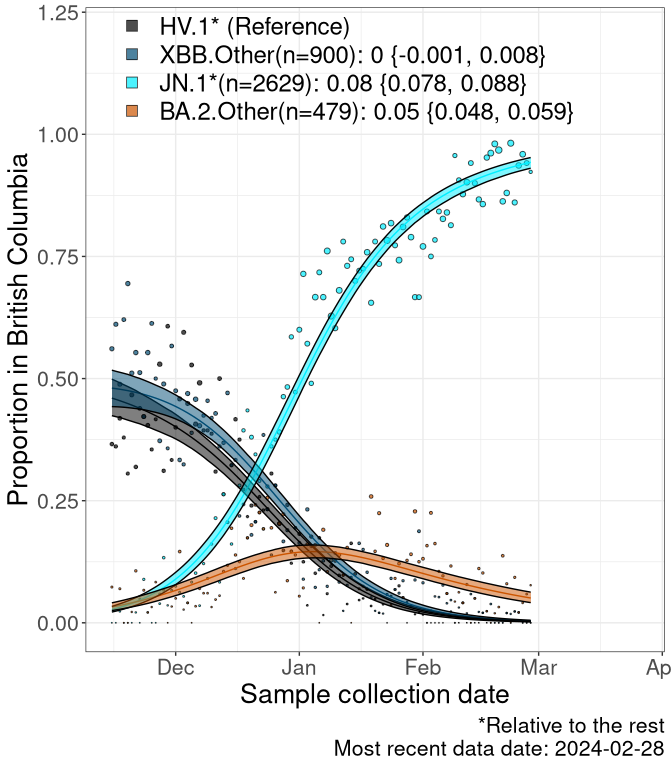 HV.1* (Reference)
XBB.Other(n=900): 0 {-0.001, 0.008}
JN.1*(n=2629): 0.08 {0.078, 0.088}
BA.2.Other(n=479): 0.05 {0.048, 0.059}
1.25
1.00
0.75
0.50
0.25
0.00
Proportion in British Columbia
Dec Jan Feb Mar Ap
Sample collection date
*Relative to the rest
Most recent data date: 2024-02-28